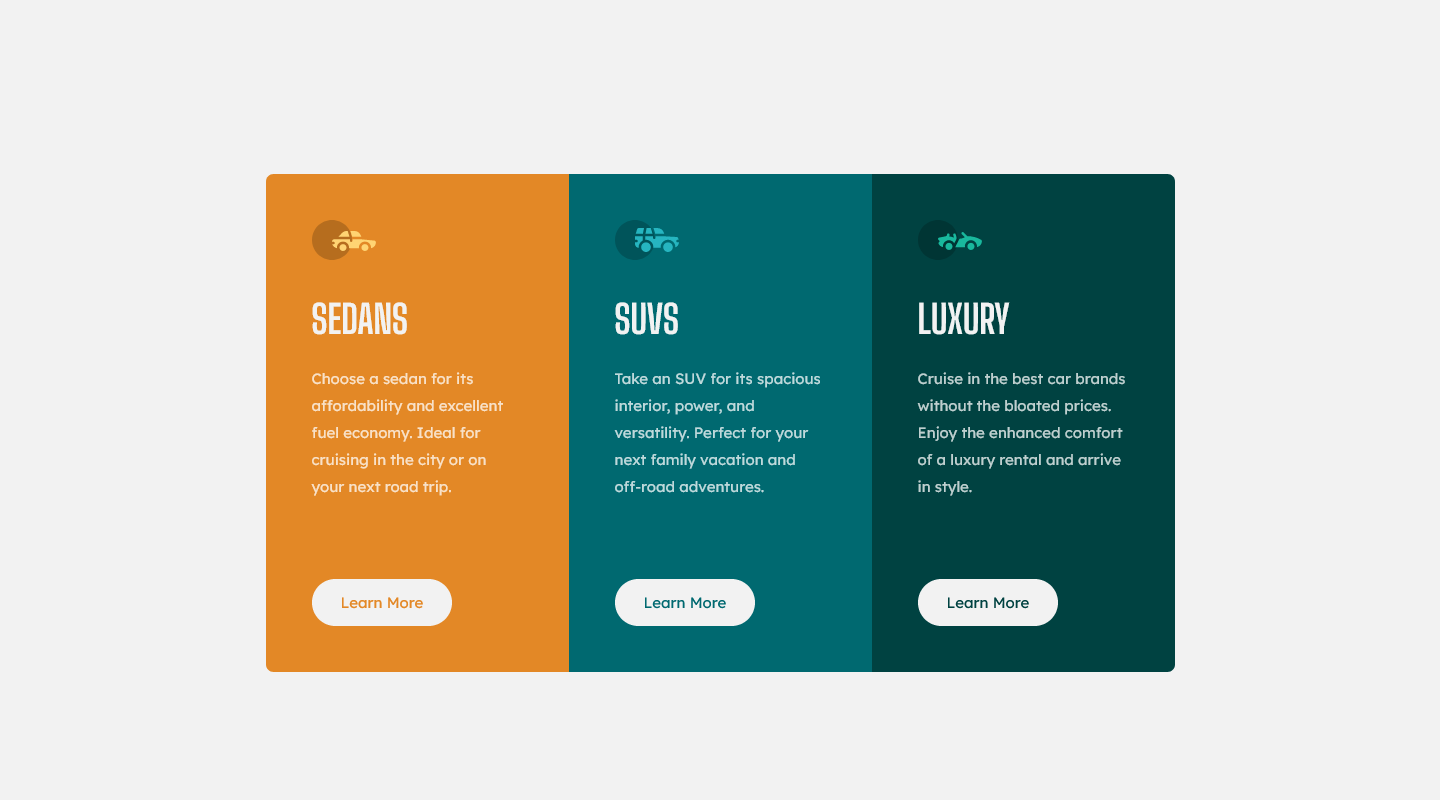 SEDANS
Choose a sedan for its
affordability and excellent
fuel economy. Ideal for
cruising in the city or on
your next road trip.
Learn More
SUVS
Take an SUV for its spacious
interior, power, and
versatility. Perfect for your
next family vacation and
off-road adventures.
Learn More
LUXURY
Cruise in the best car brands
without the bloated prices.
Enjoy the enhanced comfort
of a luxury rental and arrive
in style.
Learn More